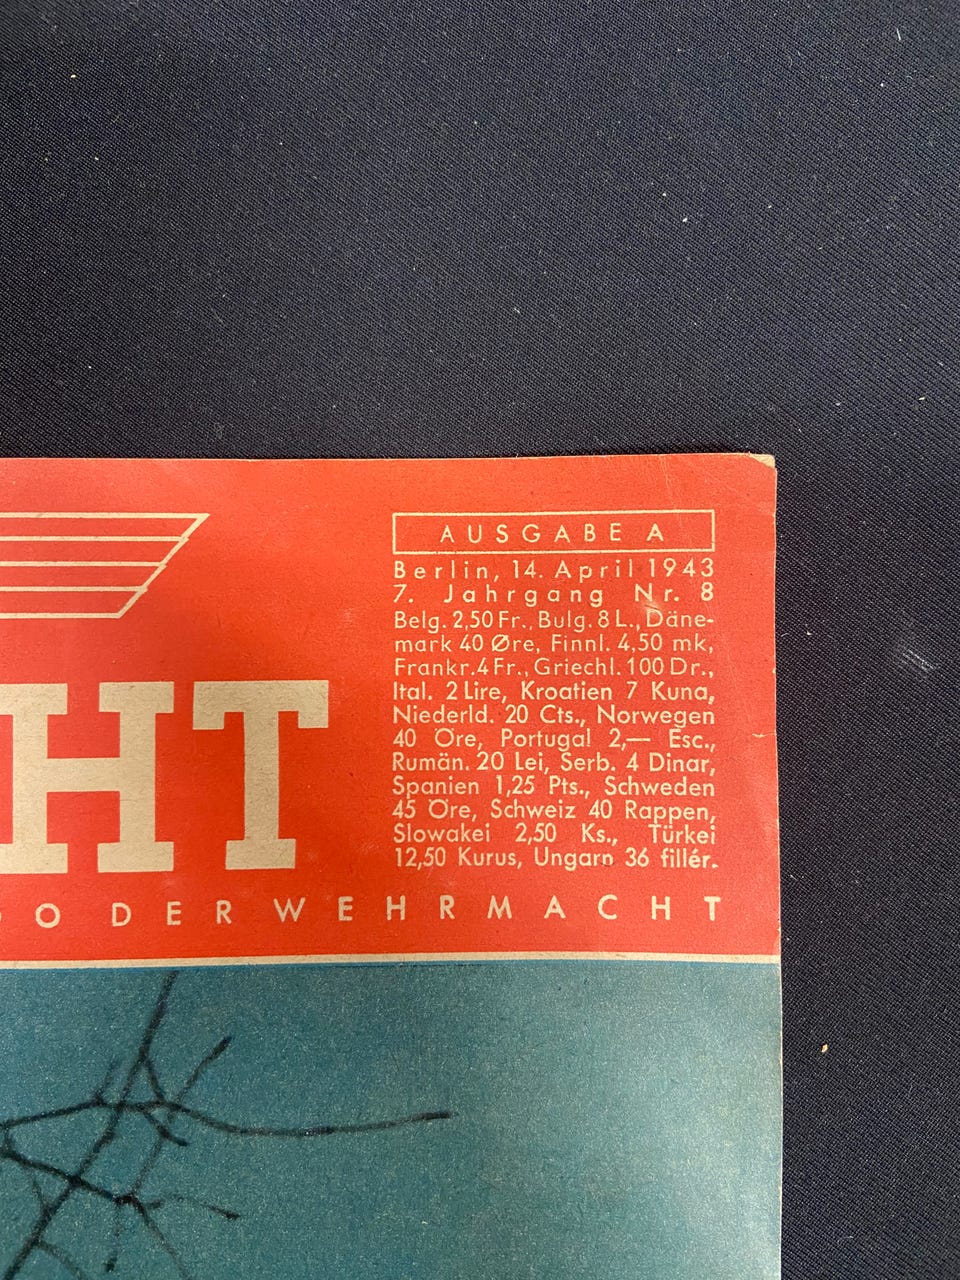 AUSGABE A
Berlin, 14. April 1943
7. Jahrgang Nr. 8
Belg. 2,50 Fr., Bulg. 8 L., Däne-
mark 40 Øre, Finnl. 4,50 mk,
Frankr. 4 Fr., Griechl. 100 Dr.,
Ital. 2 Lire, Kroatien 7 Kuna,
Niederld. 20 Cts., Norwegen
40 Öre, Portugal 2,— Esc.,
Rumän. 20 Lei, Serb. 4 Dinar,
Spanien 1,25 Pts., Schweden
45 Öre, Schweiz 40 Rappen,
Slowakei 2,50 Ks., Türkei
12,50 Kurus, Ungarn 36 fillér.
HT
DO DER WEHRMACHT